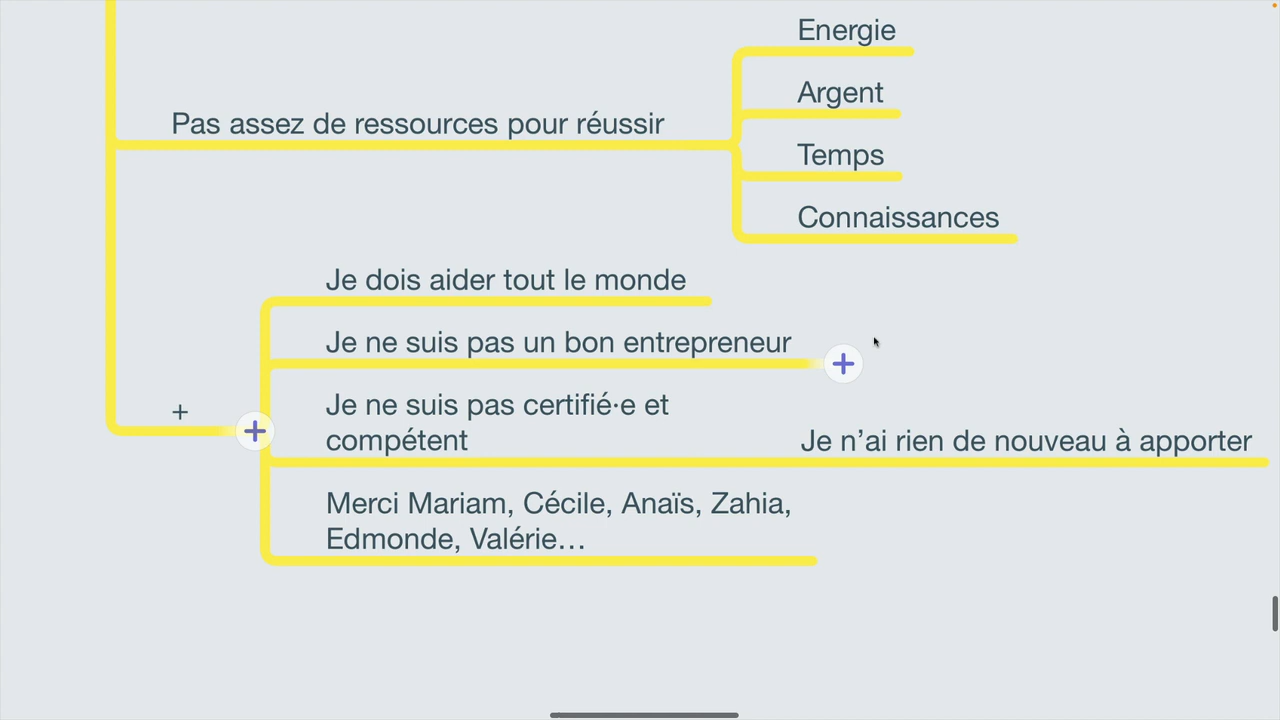 Energie
Argent
Pas assez de ressources pour réussir
Temps
Connaissances
Je dois aider tout le monde
Je ne suis pas un bon entrepreneur
+
Je ne suis pas certifié·e et
compétent
Je n’ai rien de nouveau à apporter
Merci Mariam, Cécile, Anaïs, Zahia,
Edmonde, Valérie…